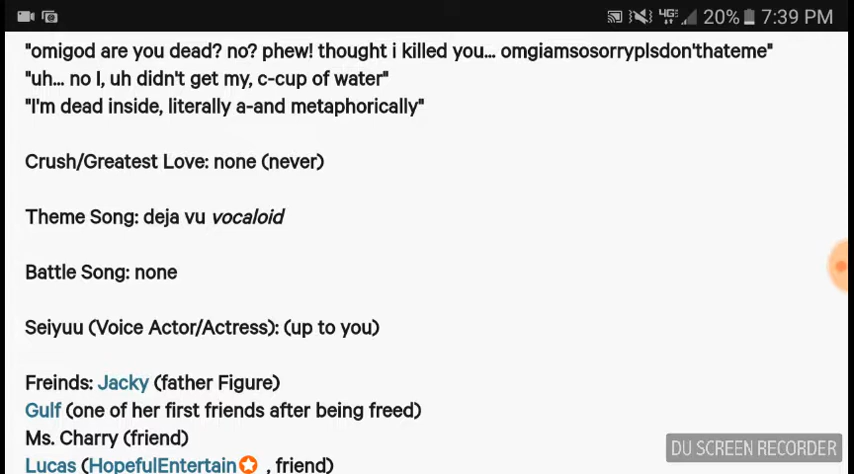 4G 20% 7:39 PM
"omigod are you dead? no? phew! thought i killed you... omgiamsosorryplsdon'thateme"
"uh... no I, uh didn't get my, c-cup of water"
"I'm dead inside, literally a-and metaphorically"
Crush/Greatest Love: none (never)
Theme Song: deja vu vocaloid
Battle Song: none
Seiyuu (Voice Actor/Actress): (up to you)
Freinds: Jacky (father Figure)
Gulf (one of her first friends after being freed)
Ms. Charry (friend)
Lucas (HopefulEntertain , friend)
DU SCREEN RECORDER